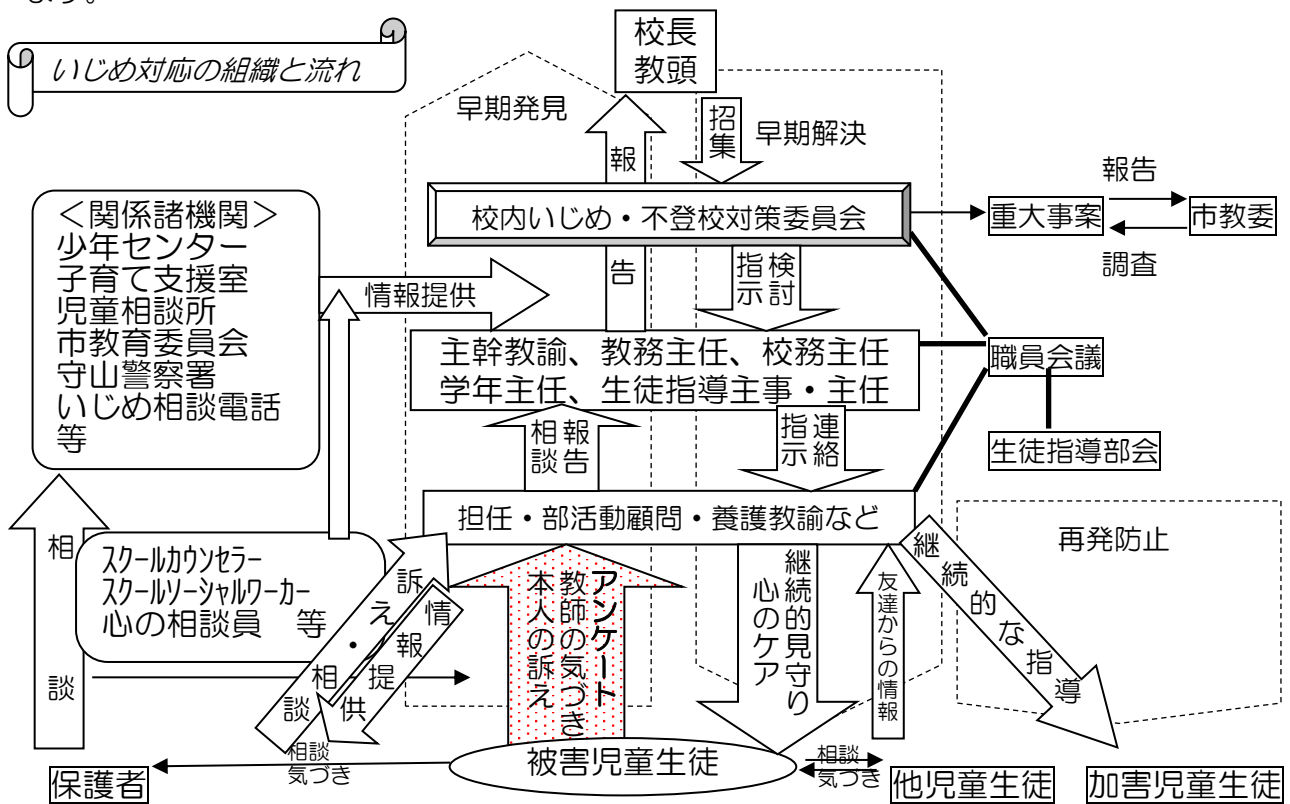 ます。
いじめ対応の組織と流れ
校長
教頭
早期発見
招集
早期解決
報告
校内いじめ・不登校対策委員会
重大事案
報告
調査
市教委
<関係諸機関>
少年センター
子育て支援室
児童相談所
市教育委員会
守山警察署
いじめ相談電話
等
情報提供
検討
指示
主幹教諭、教務主任、校務主任
学年主任、生徒指導主事・主任
職員会議
生徒指導部会
報告
相談
連絡
指示
担任・部活動顧問・養護教諭など
再発防止
相談
スクールカウンセラー
スクールソーシャルワーカー
心の相談員 等
訴え・相談
情報提供
アンケート
教師の気づき
本人の訴え
継続的見守り
心のケア
友達からの情報
継続的な指導
相談
気づき
被害児童生徒
相談
気づき
保護者
他児童生徒
加害児童生徒